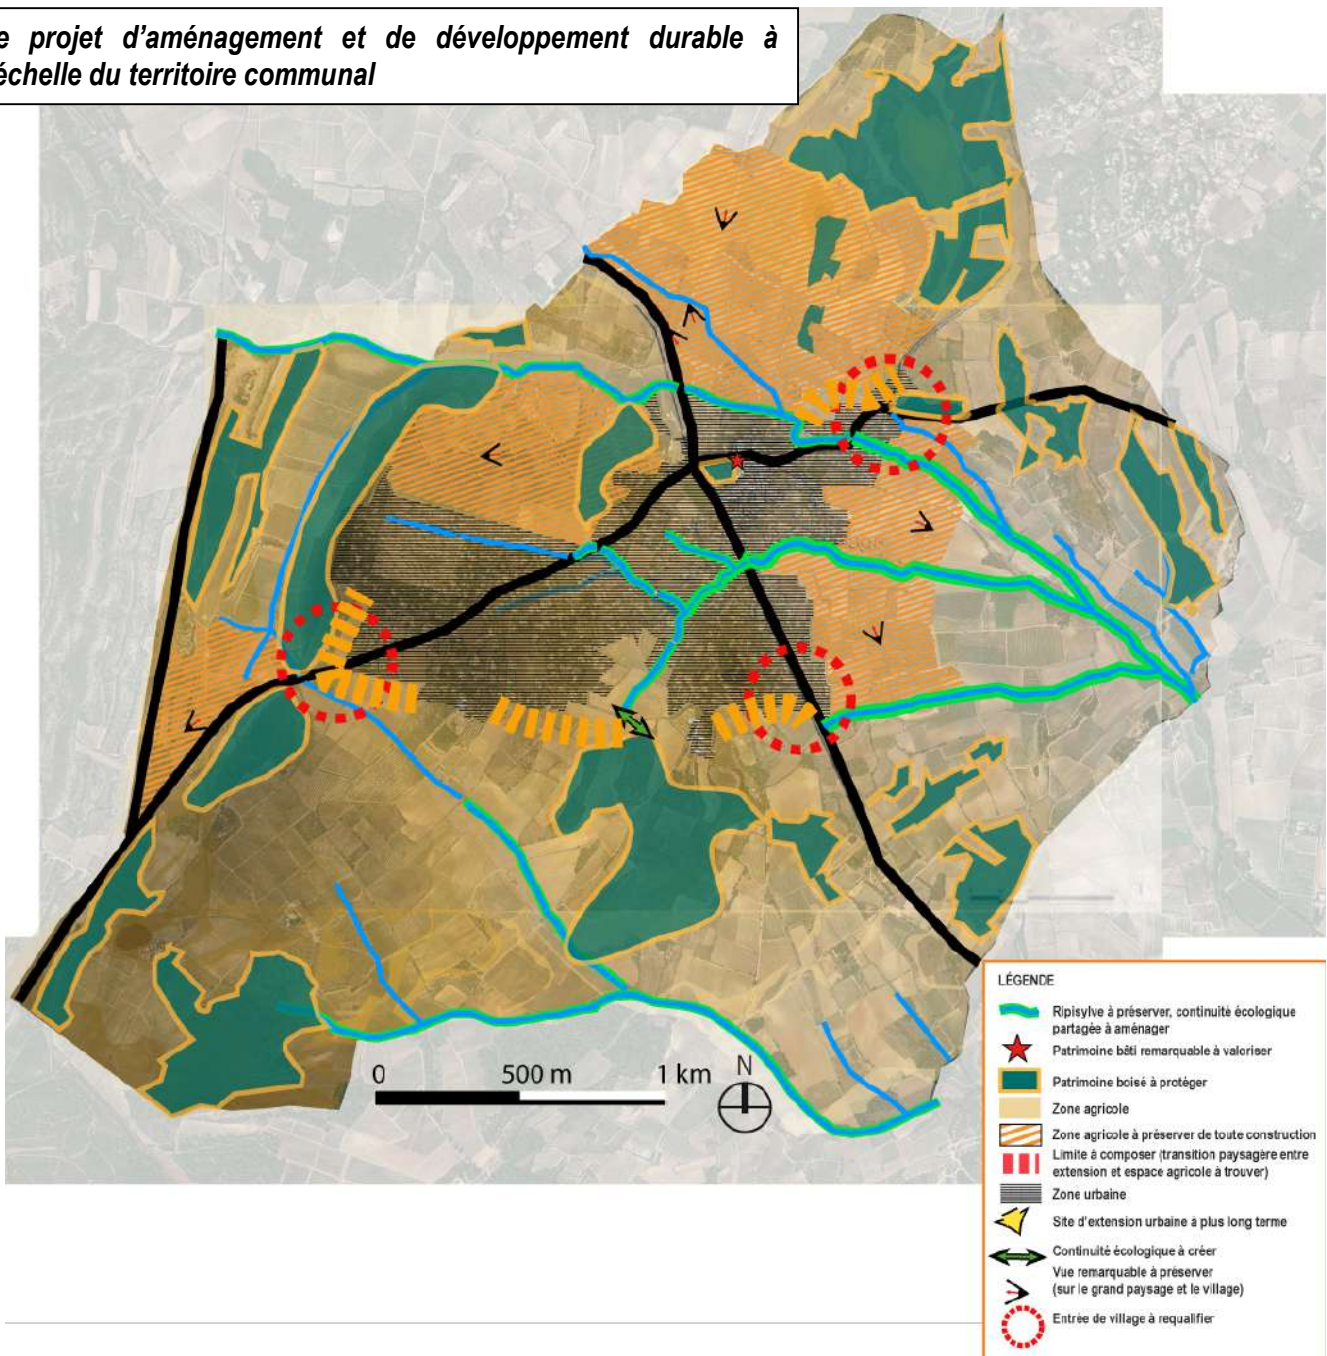 e projet d'aménagement et de développement durable à
échelle du territoire communal
0 500 m 1 km N
LÉGENDE
Ripisylve à préserver, continuité écologique
partagée à aménager
Patrimoine bâti remarquable à valoriser
Patrimoine boisé à protéger
Zone agricole
Zone agricole à préserver de toute construction
Limite à composer (transition paysagère entre
extension et espace agricole à trouver)
Zone urbaine
Site d'extension urbaine à plus long terme
Continuité écologique à créer
Vue remarquable à préserver
(sur le grand paysage et le village)
Entrée de village à requalifier